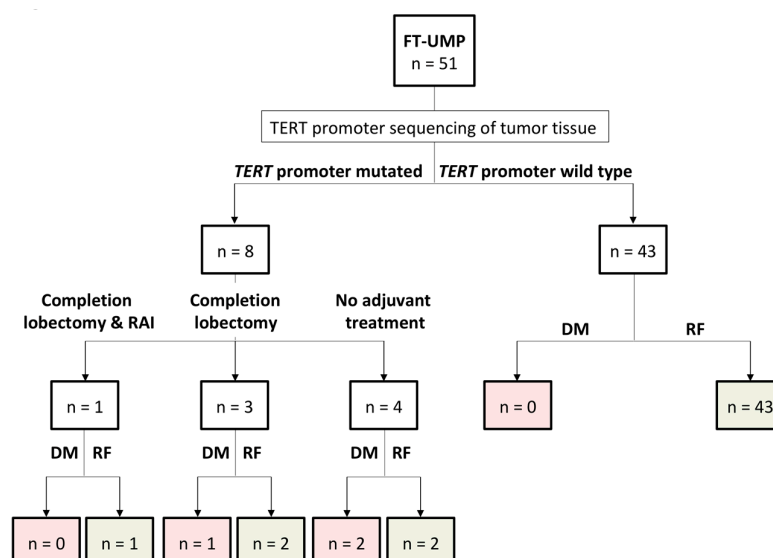 FT-UMP
n = 51
TERT promoter sequencing of tumor tissue
TERT promoter mutated
TERT promoter wild type
n = 8
n = 43
Completion
lobectomy & RAI
Completion
lobectomy
No adjuvant
treatment
DM
RF
n = 1
n = 3
n = 4
n = 0
n = 43
DM
RF
DM
RF
DM
RF
n = 0
n = 1
n = 1
n = 2
n = 2
n = 2